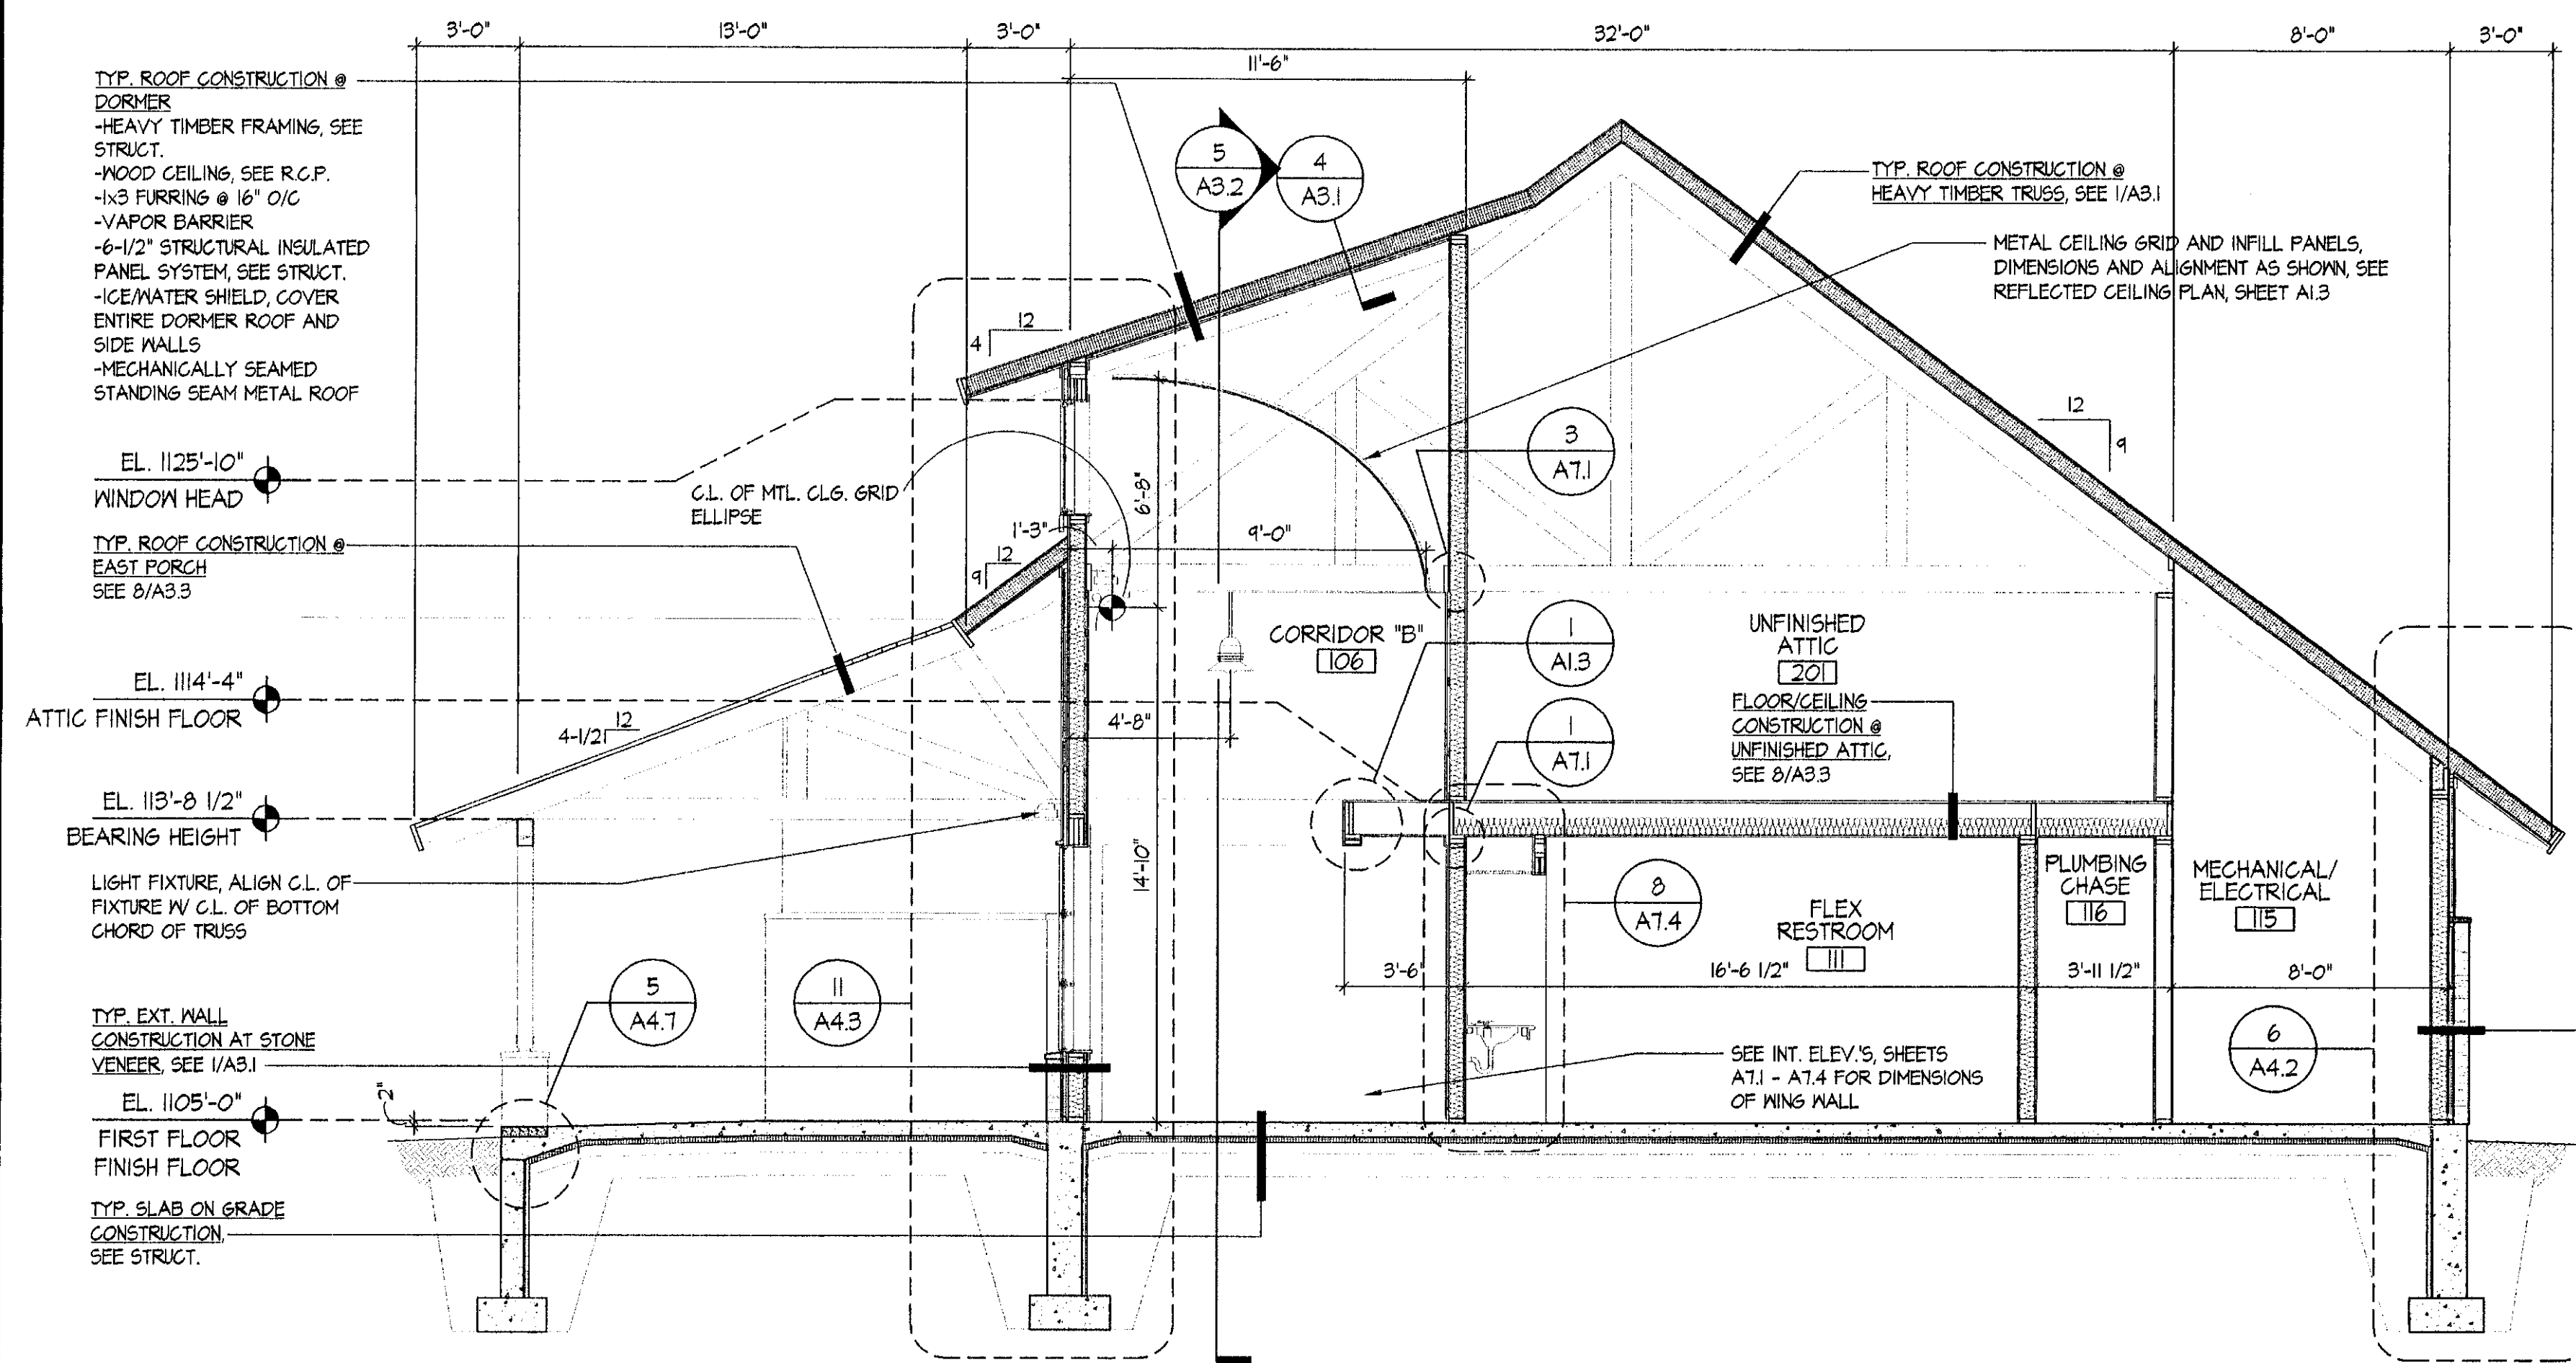 3'-0" 13'-0" 3'-0" 32'-0" 8'-0" 3'-0"
11'-6"
TYP. ROOF CONSTRUCTION @
DORMER
-HEAVY TIMBER FRAMING, SEE
STRUCT.
-WOOD CEILING, SEE R.C.P.
-1x3 FURRING @ 16" O/C
-VAPOR BARRIER
-6-1/2" STRUCTURAL INSULATED
PANEL SYSTEM, SEE STRUCT.
-ICE/WATER SHIELD, COVER
ENTIRE DORMER ROOF AND
SIDE WALLS
-MECHANICALLY SEAMED
STANDING SEAM METAL ROOF
5
A3.2
4
A3.1
TYP. ROOF CONSTRUCTION @
HEAVY TIMBER TRUSS, SEE 1/A3.1
METAL CEILING GRID AND INFILL PANELS,
DIMENSIONS AND ALIGNMENT AS SHOWN, SEE
REFLECTED CEILING PLAN, SHEET A1.3
12
4
12
9
EL. 1125'-10"
WINDOW HEAD
C.L. OF MTL. CLG. GRID
ELLIPSE
6'-8"
3
A7.1
1'-3"
9'-0"
12
9
TYP. ROOF CONSTRUCTION @
EAST PORCH
SEE 8/A3.3
CORRIDOR "B"
106
1
A1.3
UNFINISHED
ATTIC
201
FLOOR/CEILING
CONSTRUCTION @
UNFINISHED ATTIC,
SEE 8/A3.3
EL. 1114'-4"
ATTIC FINISH FLOOR
12
4-1/2
4'-8"
1
A7.1
EL. 113'-8 1/2"
BEARING HEIGHT
14'-10"
LIGHT FIXTURE, ALIGN C.L. OF
FIXTURE W/ C.L. OF BOTTOM
CHORD OF TRUSS
8
A7.4
FLEX
RESTROOM
111
PLUMBING
CHASE
116
MECHANICAL/
ELECTRICAL
115
3'-6" 16'-6 1/2" 3'-11 1/2" 8'-0"
5
A4.7
11
A4.3
TYP. EXT. WALL
CONSTRUCTION AT STONE
VENEER, SEE 1/A3.1
SEE INT. ELEV.'S, SHEETS
A7.1 - A7.4 FOR DIMENSIONS
OF WING WALL
6
A4.2
2"
EL. 1105'-0"
FIRST FLOOR
FINISH FLOOR
TYP. SLAB ON GRADE
CONSTRUCTION,
SEE STRUCT.